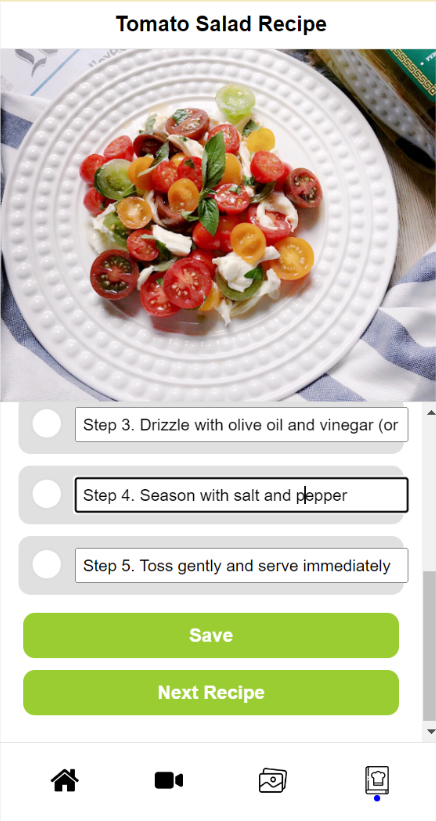 Tomato Salad Recipe
Step 3. Drizzle with olive oil and vinegar (or
Step 4. Season with salt and pepper
Step 5. Toss gently and serve immediately
Save
Next Recipe